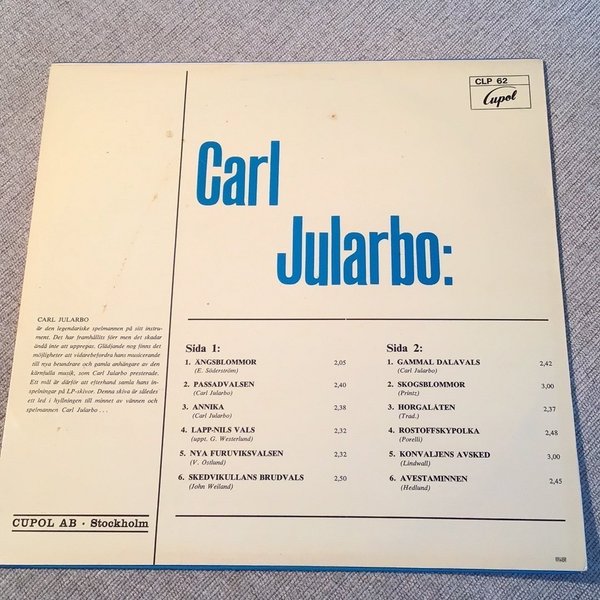 CLP 62
Cupol
Carl
Jularbo:
CARL JULARBO
är den legendariske spelmannen på sitt instru-
ment. Det har framhållits förr men det skadar
ändå inte att upprepas. Glädjande nog finns det
möjligheter att vidarebefordra hans musicerande
till nya beundrare och gamla anhängare av den
kärnfulla musik, som Carl Jularbo presterade.
Ett mål är därför att efterhand samla hans in-
spelningar på LP-skivor. Denna skiva är således
ett led i hyllningen till minnet av vännen och
spelmannen Carl Jularbo . . .
CUPOL AB · Stockholm
Sida 1:
1. ÄNGSBLOMMOR 2,05
(E. Söderström)
2. PASSADVALSEN 2,40
(Carl Jularbo)
3. ANNIKA 2,38
(Carl Jularbo)
4. LAPP-NILS VALS 2,32
(uppt. G. Westerlund)
5. NYA FURUVIKSVALSEN 2,32
(V. Östlund)
6. SKEDVIKULLANS BRUDVALS 2,50
(John Weiland)
Sida 2:
1. GAMMAL DALAVALS 2,42
(Carl Jularbo)
2. SKOGSBLOMMOR 3,00
(Printz)
3. HORGALÅTEN 2,37
(Trad.)
4. ROSTOFFSKYPOLKA 2,48
(Porelli)
5. KONVALJENS AVSKED 3,00
(Lindwall)
6. AVESTAMINNEN 2,45
(Hedlund)